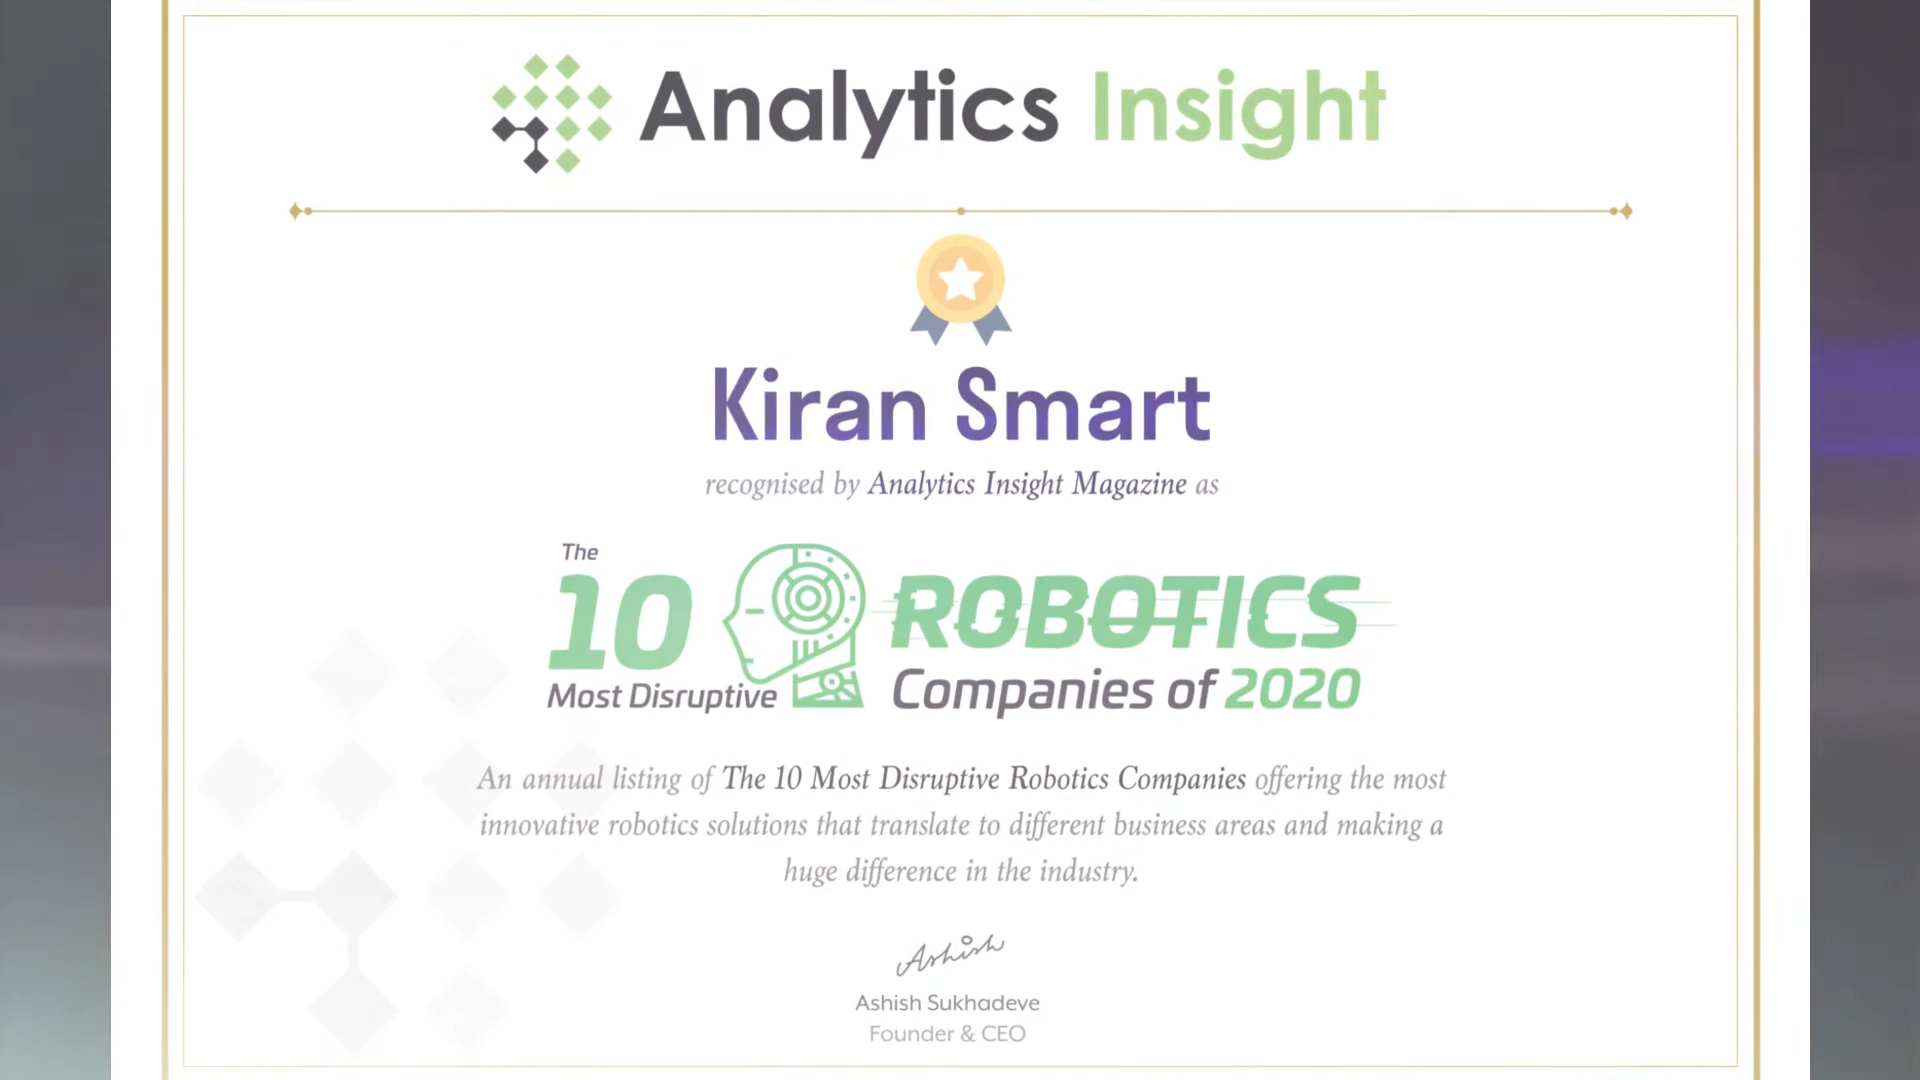 Analytics Insight
Kiran Smart
recognised by Analytics Insight Magazine as
The
10
Most Disruptive
ROBOTICS
Companies of 2020
An annual listing of The 10 Most Disruptive Robotics Companies offering the most
innovative robotics solutions that translate to different business areas and making a
huge difference in the industry.
Ashish
Ashish Sukhadeve
Founder & CEO